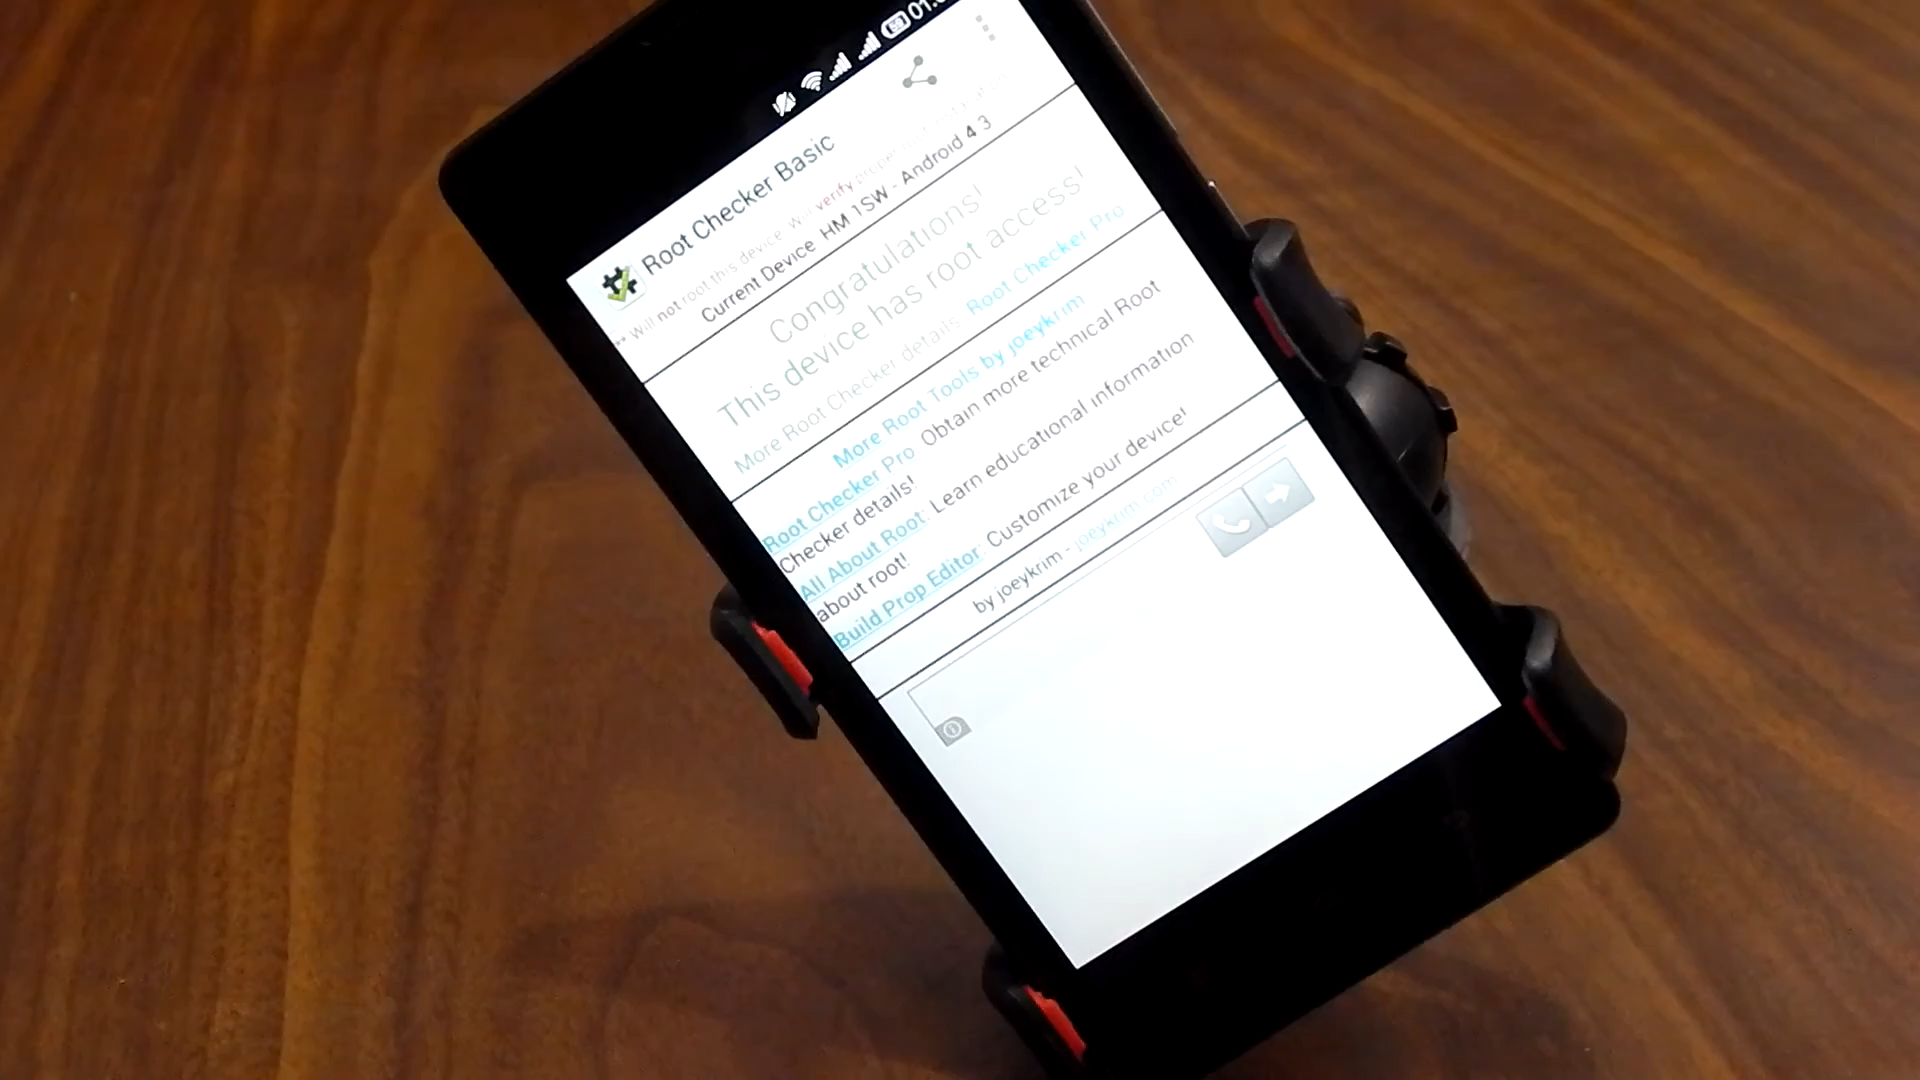 Root Checker Basic
** Will not root this device. Will verify proper
Current Device: HM 1SW - Android 4.3
Congratulations!
This device has root access!
More Root Checker details: Root Checker Pro
More Root Tools by joeykrim
Root Checker Pro: Obtain more technical Root
Checker details!
All About Root: Learn educational information
about root!
Build Prop Editor: Customize your device!
by joeykrim - joeykrim.com